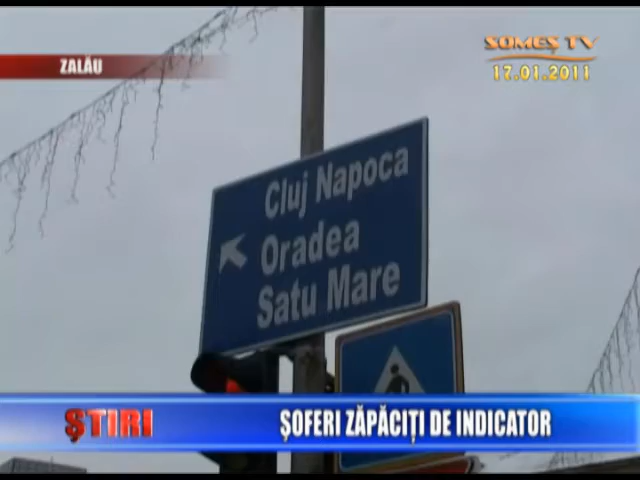 SOMEŞ TV
ZALĂU
17.01.2011
Cluj Napoca
Oradea
Satu Mare
ŞTIRI
ŞOFERI ZĂPĂCIŢI DE INDICATOR